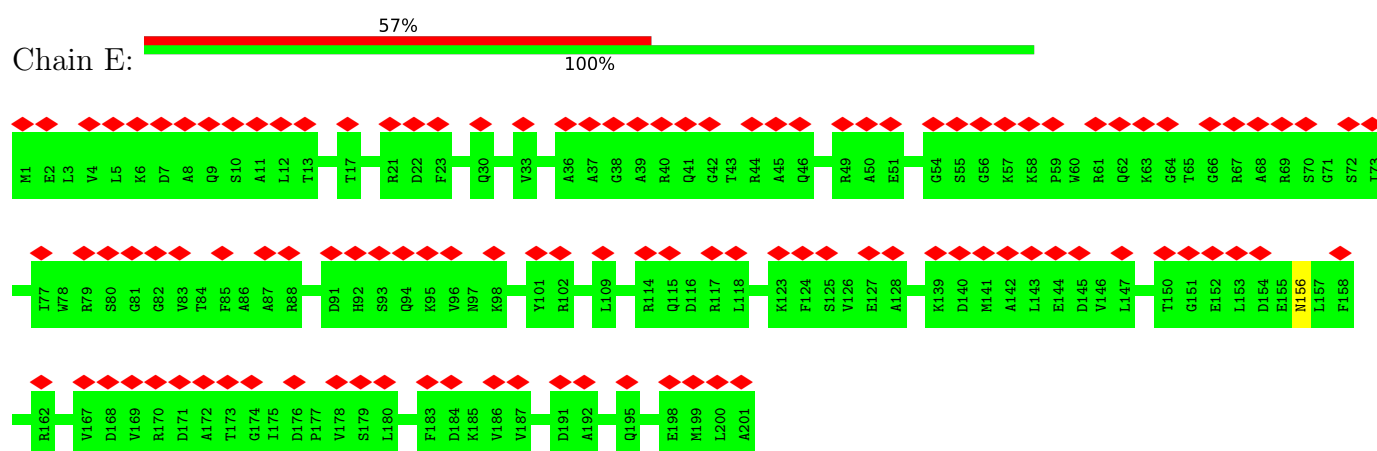 57%
Chain E:
100%
M1 E2 L3 V4 L5 K6 D7 A8 Q9 S10 A11 L12 T13 T17 R21 D22 F23 Q30 V33 A36 A37 G38 A39 R40 Q41 G42 T43 R44 A45 Q46 R49 A50 E51 G54 S55 G56 K57 K58 P59 W60 R61 Q62 K63 G64 T65 G66 R67 A68 R69 S70 G71 S72 I73
I77 W78 R79 S80 G81 G82 V83 T84 F85 A86 A87 R88 D91 H92 S93 Q94 K95 V96 N97 K98 Y101 R102 L109 R114 Q115 D116 R117 L118 K123 F124 S125 V126 E127 A128 K139 D140 M141 A142 L143 E144 D145 V146 L147 T150 G151 E152 L153 D154 E155 N156 L157 F158
R162 V167 D168 V169 R170 D171 A172 T173 G174 I175 D176 P177 V178 S179 L180 F183 D184 K185 V186 V187 D191 A192 Q195 E198 M199 L200 A201